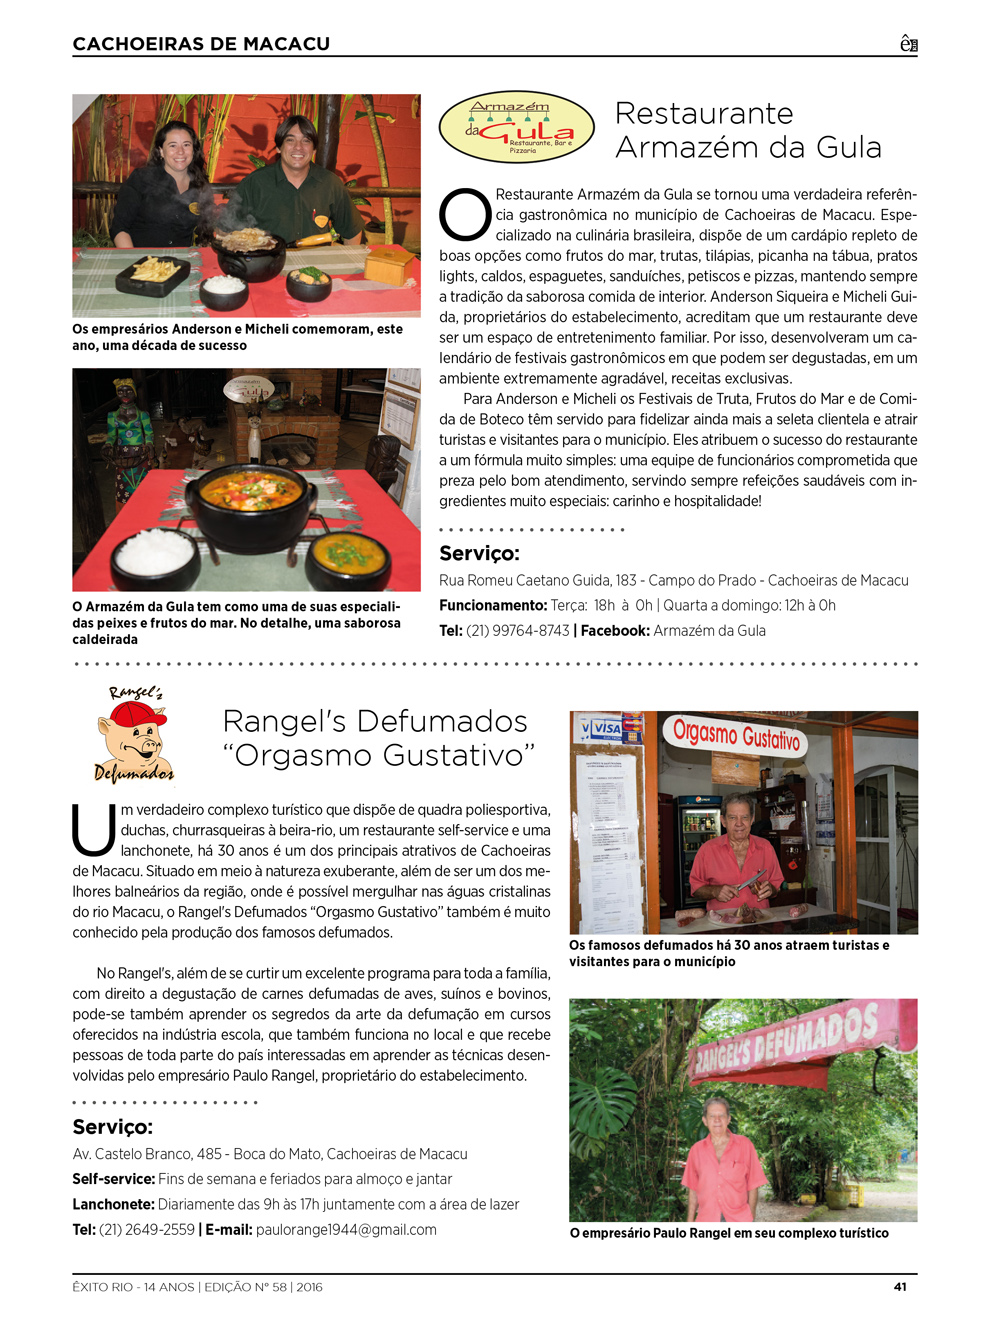 CACHOEIRAS DE MACACU
ê
Armazém
da Gula
Restaurante, Bar e
Pizzaria
Restaurante
Armazém da Gula
O Restaurante Armazém da Gula se tornou uma verdadeira referên-
cia gastronômica no município de Cachoeiras de Macacu. Espe-
cializado na culinária brasileira, dispõe de um cardápio repleto de
boas opções como frutos do mar, trutas, tilápias, picanha na tábua, pratos
lights, caldos, espaguetes, sanduíches, petiscos e pizzas, mantendo sempre
a tradição da saborosa comida de interior. Anderson Siqueira e Micheli Gui-
da, proprietários do estabelecimento, acreditam que um restaurante deve
ser um espaço de entretenimento familiar. Por isso, desenvolveram um ca-
lendário de festivais gastronômicos em que podem ser degustadas, em um
ambiente extremamente agradável, receitas exclusivas.
Para Anderson e Micheli os Festivais de Truta, Frutos do Mar e de Comi-
da de Boteco têm servido para fidelizar ainda mais a seleta clientela e atrair
turistas e visitantes para o município. Eles atribuem o sucesso do restaurante
a um fórmula muito simples: uma equipe de funcionários comprometida que
preza pelo bom atendimento, servindo sempre refeições saudáveis com in-
gredientes muito especiais: carinho e hospitalidade!
Serviço:
Rua Romeu Caetano Guida, 183 - Campo do Prado - Cachoeiras de Macacu
Funcionamento: Terça: 18h à 0h | Quarta a domingo: 12h à 0h
Tel: (21) 99764-8743 | Facebook: Armazém da Gula
Os empresários Anderson e Micheli comemoram, este
ano, uma década de sucesso
Gula
O Armazém da Gula tem como uma de suas especiali-
das peixes e frutos do mar. No detalhe, uma saborosa
caldeirada
Rangel's
Defumados
Rangel's Defumados
“Orgasmo Gustativo”
Um verdadeiro complexo turístico que dispõe de quadra poliesportiva,
duchas, churrasqueiras à beira-rio, um restaurante self-service e uma
lanchonete, há 30 anos é um dos principais atrativos de Cachoeiras
de Macacu. Situado em meio à natureza exuberante, além de ser um dos me-
lhores balneários da região, onde é possível mergulhar nas águas cristalinas
do rio Macacu, o Rangel's Defumados “Orgasmo Gustativo” também é muito
conhecido pela produção dos famosos defumados.
No Rangel's, além de se curtir um excelente programa para toda a família,
com direito a degustação de carnes defumadas de aves, suínos e bovinos,
pode-se também aprender os segredos da arte da defumação em cursos
oferecidos na indústria escola, que também funciona no local e que recebe
pessoas de toda parte do país interessadas em aprender as técnicas desen-
volvidas pelo empresário Paulo Rangel, proprietário do estabelecimento.
Serviço:
Av. Castelo Branco, 485 - Boca do Mato, Cachoeiras de Macacu
Self-service: Fins de semana e feriados para almoço e jantar
Lanchonete: Diariamente das 9h às 17h juntamente com a área de lazer
Tel: (21) 2649-2559 | E-mail: paulorange1944@gmail.com
VISA
Orgasmo Gustativo
Os famosos defumados há 30 anos atraem turistas e
visitantes para o município
RANGEL'S DEFUMADOS
O empresário Paulo Rangel em seu complexo turístico
ÊXITO RIO - 14 ANOS | EDIÇÃO N° 58 | 2016
41